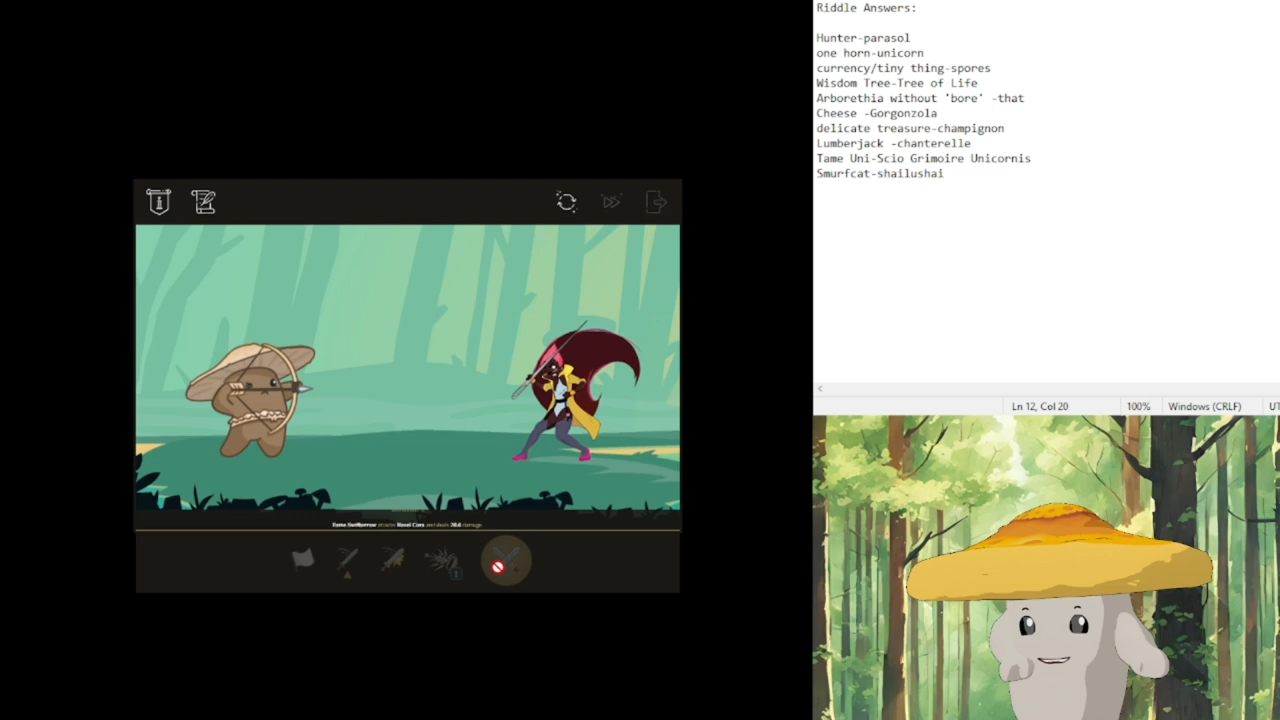 Riddle Answers:
Hunter-parasol
one horn-unicorn
currency/tiny thing-spores
Wisdom Tree-Tree of Life
Arborethia without 'bore' -that
Cheese -Gorgonzola
delicate treasure-champignon
Lumberjack -chanterelle
Tame Uni-Scio Grimoire Unicornis
Smurfcat-shailushai
Ln 12, Col 20
100%
Windows (CRLF)
UT
damage